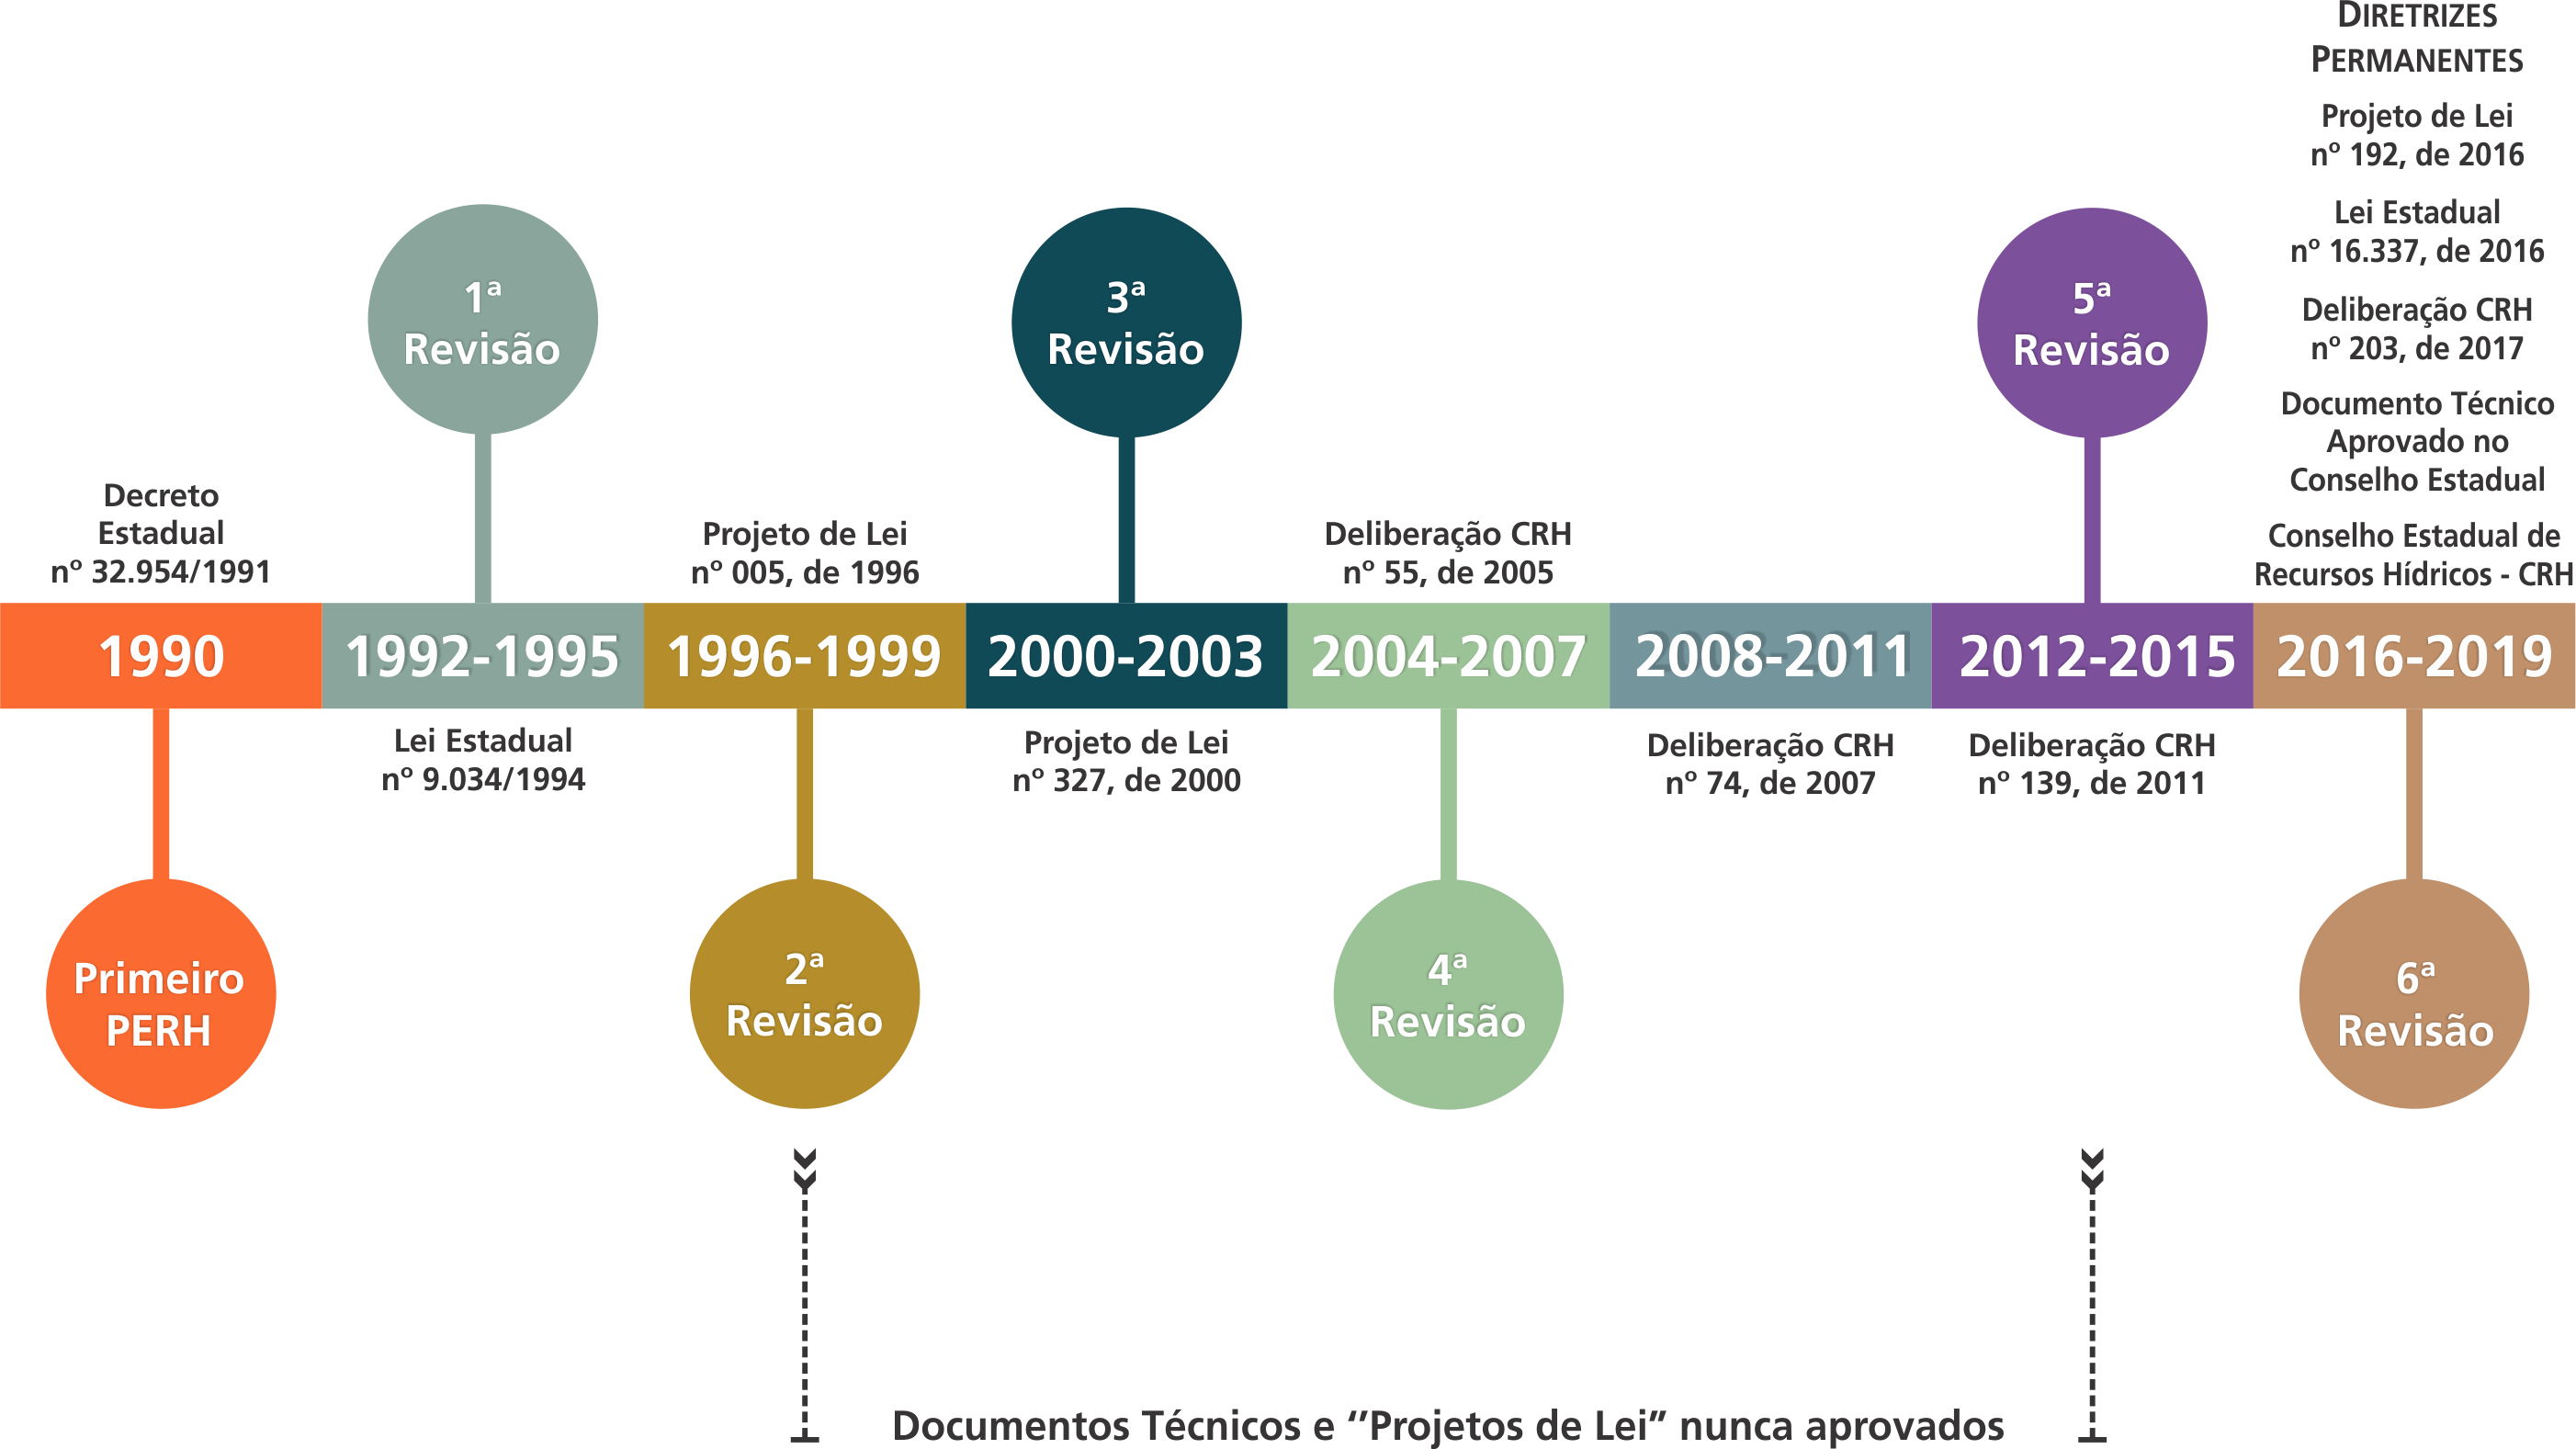 DIRETRIZES
PERMANENTES
Projeto de Lei
nº 192, de 2016
Lei Estadual
nº 16.337, de 2016
Deliberação CRH
nº 203, de 2017
Documento Técnico
Aprovado no
Conselho Estadual
Conselho Estadual de
Recursos Hídricos - CRH
1ª
Revisão
3ª
Revisão
5ª
Revisão
Decreto
Estadual
nº 32.954/1991
Projeto de Lei
nº 005, de 1996
Deliberação CRH
nº 55, de 2005
1990
1992-1995
1996-1999
2000-2003
2004-2007
2008-2011
2012-2015
2016-2019
Lei Estadual
nº 9.034/1994
Projeto de Lei
nº 327, de 2000
Deliberação CRH
nº 74, de 2007
Deliberação CRH
nº 139, de 2011
Primeiro
PERH
2ª
Revisão
4ª
Revisão
6ª
Revisão
Documentos Técnicos e ‘’Projetos de Lei” nunca aprovados